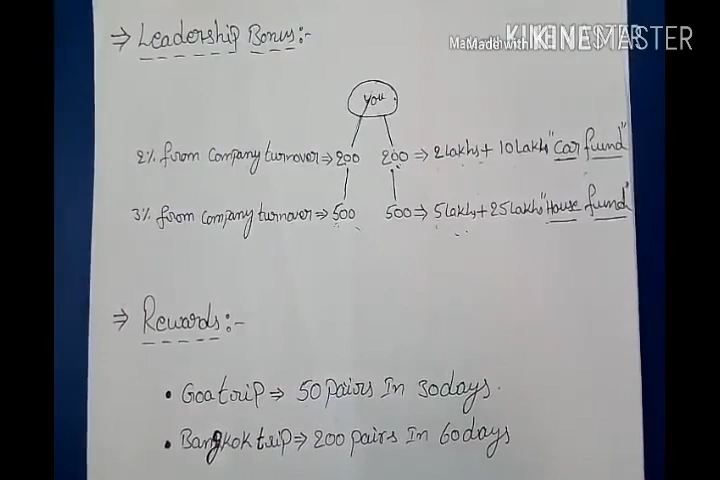 ⇒ Leadership Bonus:-
Made with KINEMASTER
You
2% from Company turnover ⇒ 200 200 ⇒ 2 lakhs + 10 Lakh "Car fund"
3% from Company turnover ⇒ 500 500 ⇒ 5 lakhs + 25 lakh "House fund"
⇒ Rewards:-
• Goa trip ⇒ 50 pairs In 30 days.
• Bangkok trip ⇒ 200 pairs In 60 days